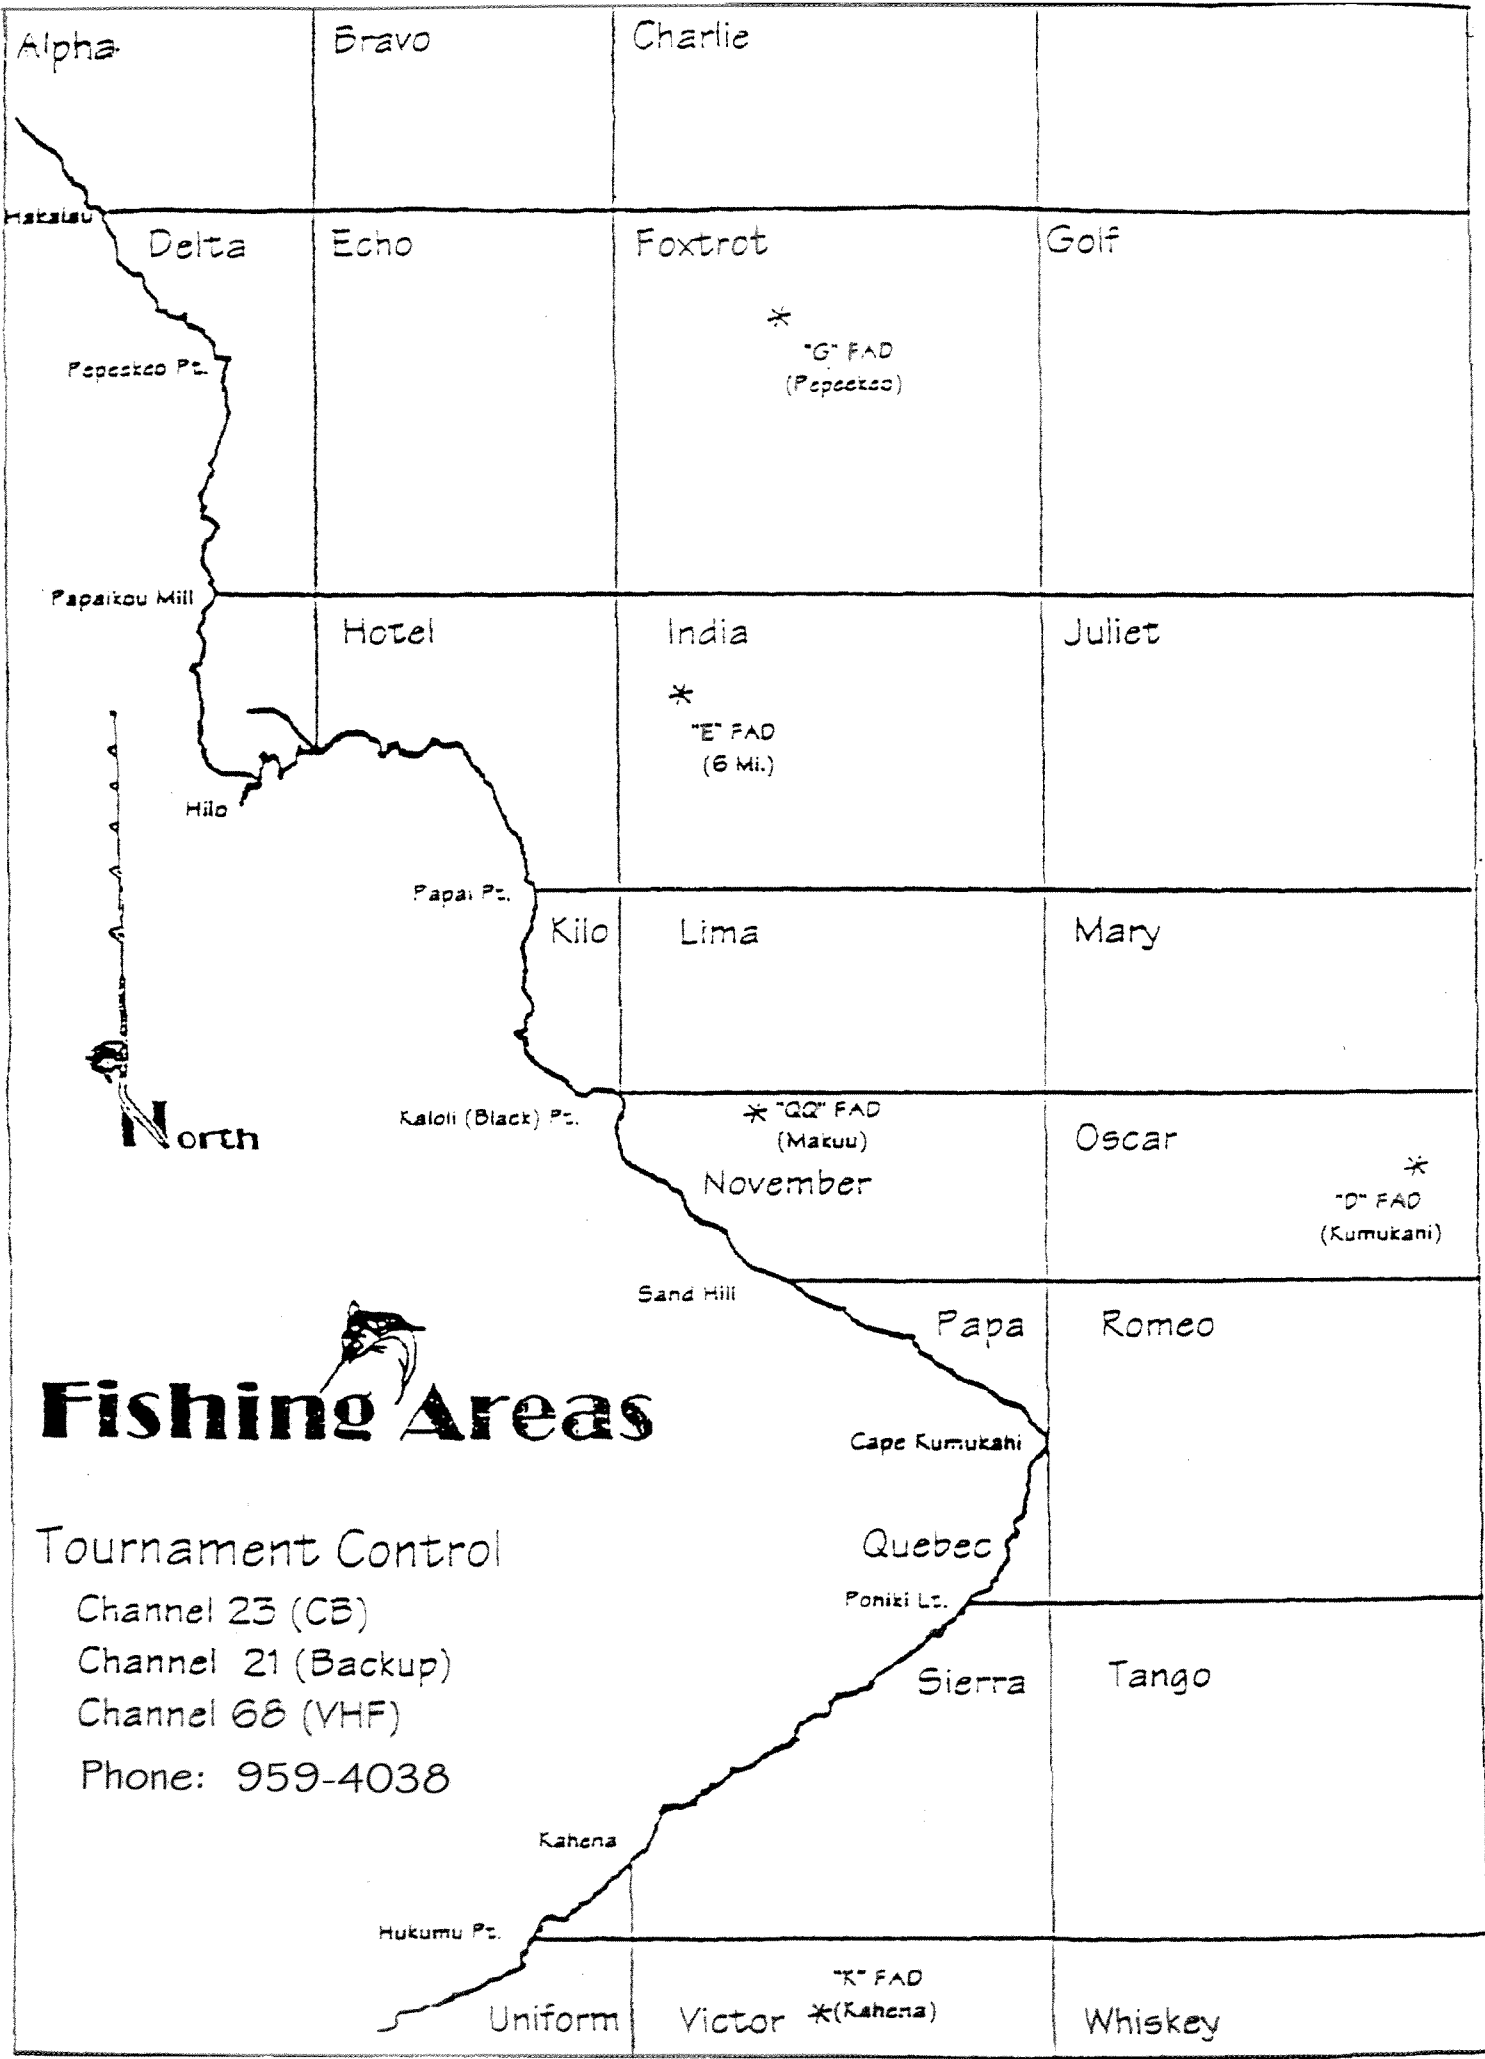 Alpha
Bravo
Charlie
Hakalau
Delta
Echo
Foxtrot
Golf
"G" FAD
(Pepeekeo)
Pepeekeo Pt.
Papaikou Mill
Hotel
India
Juliet
"E" FAD
(6 Mi.)
Hilo
Papai Pt.
Kilo
Lima
Mary
North
Kaloli (Black) Pt.
"QQ" FAD
(Makuu)
November
Oscar
"D" FAD
(Kumukani)
Sand Hill
Papa
Romeo
Fishing Areas
Cape Kumukahi
Tournament Control
Channel 23 (CB)
Channel 21 (Backup)
Channel 68 (VHF)
Phone: 959-4038
Quebec
Poniki Lt.
Sierra
Tango
Kahena
Hukumu Pt.
"K" FAD
(Kahena)
Uniform
Victor
Whiskey